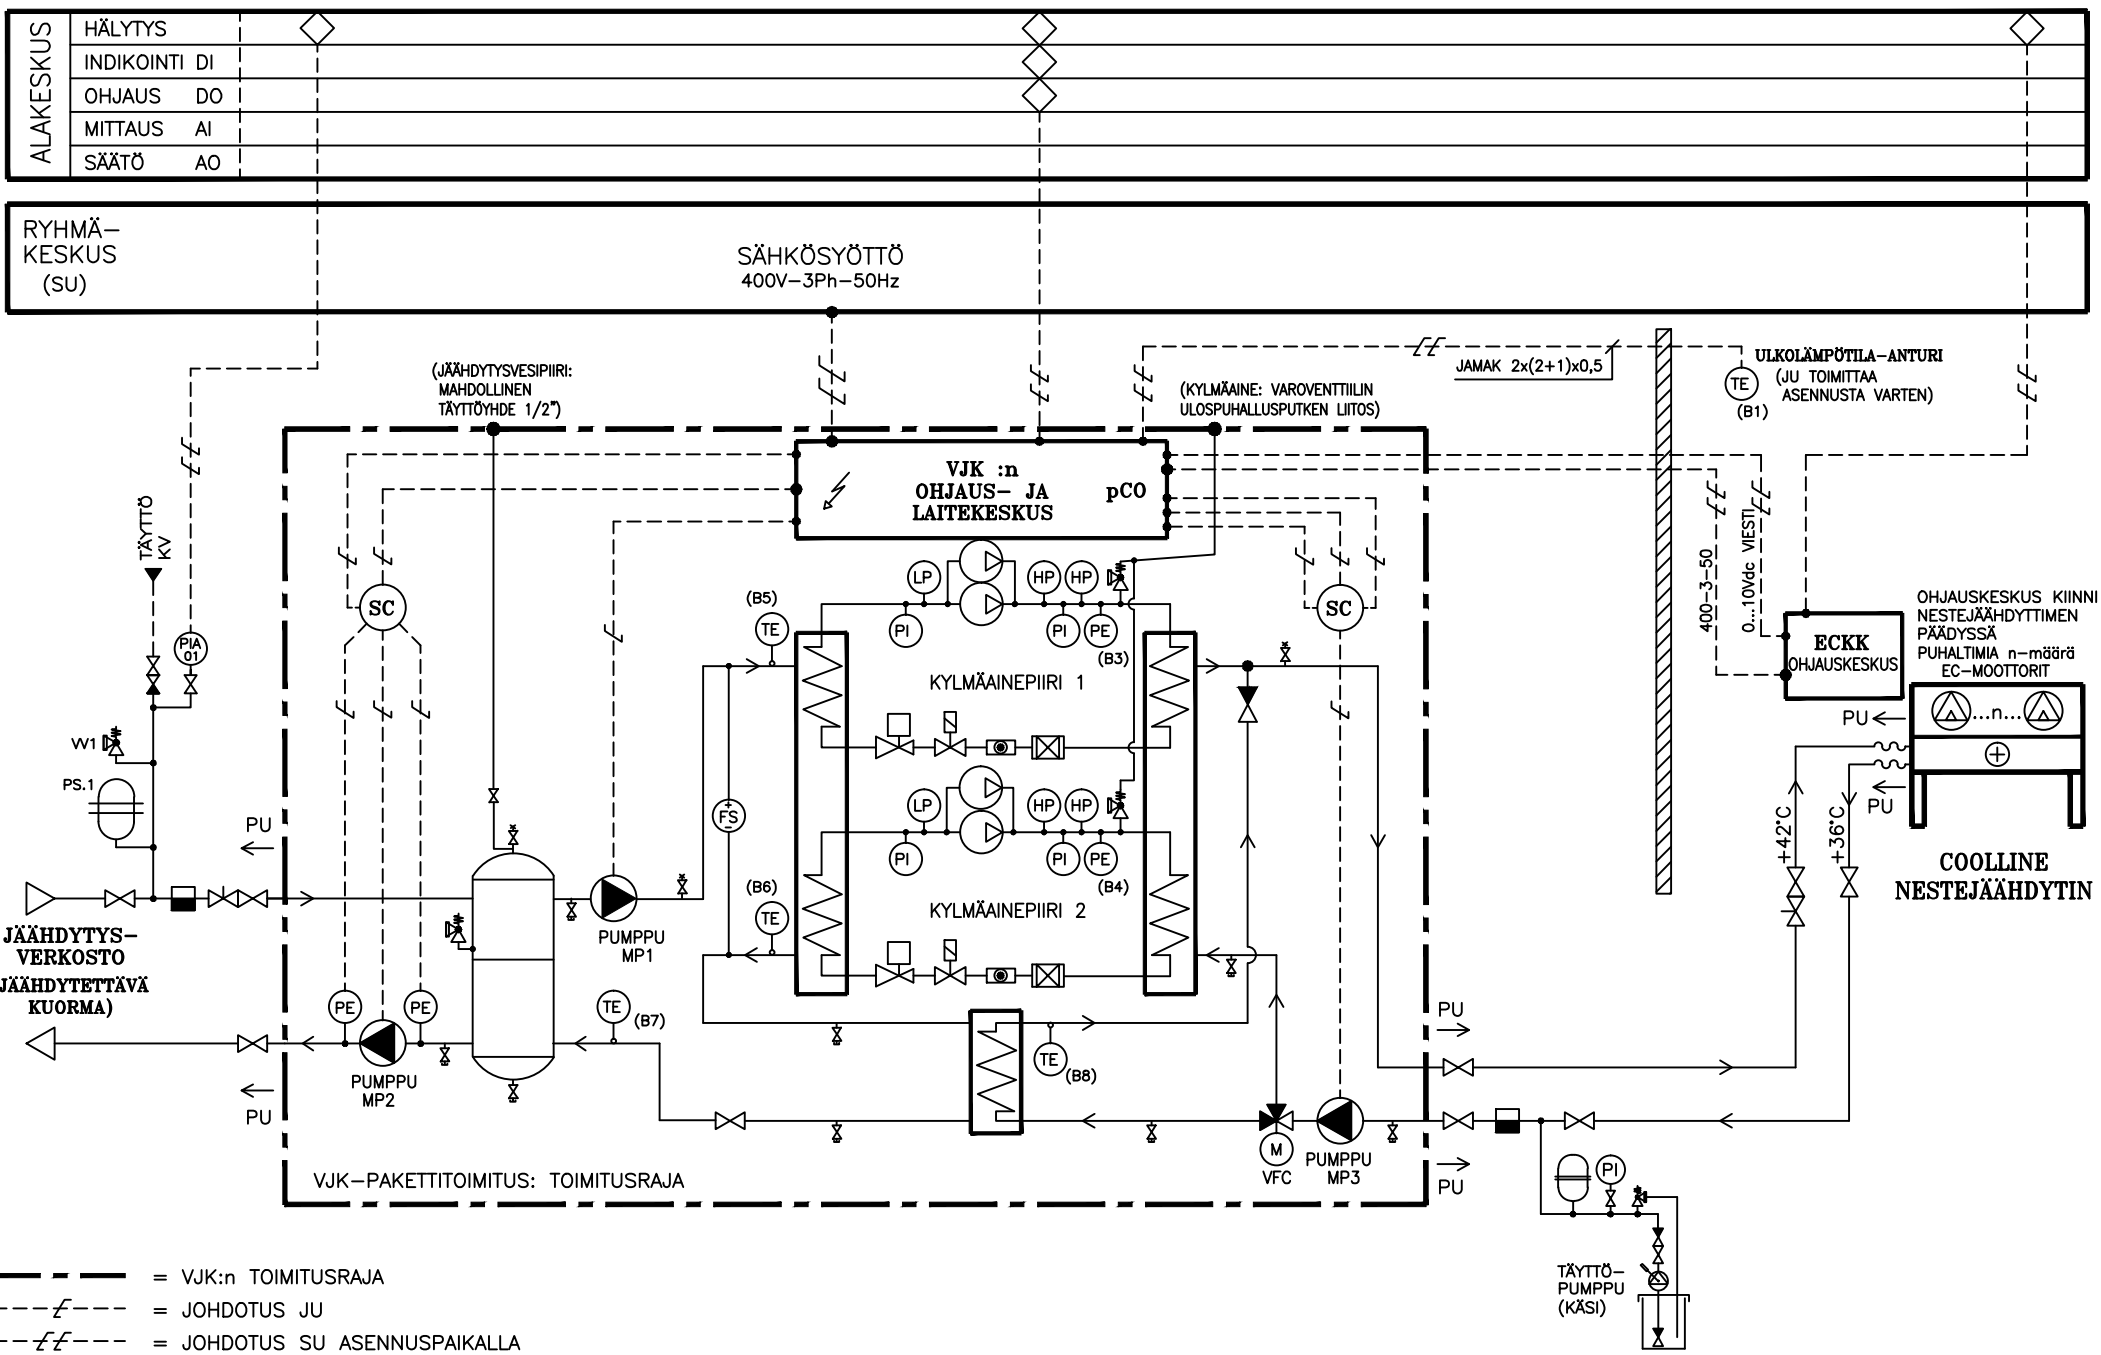 ALAKESKUS
HÄLYTYS
INDIKOINTI DI
OHJAUS DO
MITTAUS AI
SÄÄTÖ AO
RYHMÄ-
KESKUS
(SU)
SÄHKÖSYÖTTÖ
400V-3Ph-50Hz
(JÄÄHDYTYSVESIPIIRI:
MAHDOLLINEN
TÄYTTÖYHDE 1/2")
(KYLMÄAINE: VAROVENTTIILIN
ULOSPUHALLUSPUTKEN LIITOS)
JAMAK 2x(2+1)x0,5
ULKOLÄMPÖTILA-ANTURI
TE
(JU TOIMITTAA
ASENNUSTA VARTEN)
(B1)
VJK :n
OHJAUS- JA
LAITEKESKUS
pCO
TÄYTTÖ
KV
PIA
01
SC
SC
400-3-50
0...10Vdc VIESTI
ECKK
OHJAUSKESKUS
OHJAUSKESKUS KIINNI
NESTEJÄÄHDYTTIMEN
PÄÄDYSSÄ
PUHALTIMIA n-määrä
EC-MOOTTORIT
(B5)
TE
LP
HP
HP
PI
PI
PE
(B3)
KYLMÄAINEPIIRI 1
VV1
PS.1
PU
FS
LP
HP
HP
PI
PI
PE
(B4)
KYLMÄAINEPIIRI 2
(B6)
TE
PU
...n...
PU
+42°C
+36°C
COOLLINE
NESTEJÄÄHDYTIN
JÄÄHDYTYS-
VERKOSTO
JÄÄHDYTETTÄVÄ
KUORMA)
PUMPPU
MP1
PE
PE
TE
(B7)
PUMPPU
MP2
PU
TE
(B8)
M
VFC
PUMPPU
MP3
PU
PU
PI
VJK-PAKETTITOIMITUS: TOIMITUSRAJA
TÄYTTÖ-
PUMPPU
(KÄSI)
= VJK:n TOIMITUSRAJA
= JOHDOTUS JU
= JOHDOTUS SU ASENNUSPAIKALLA